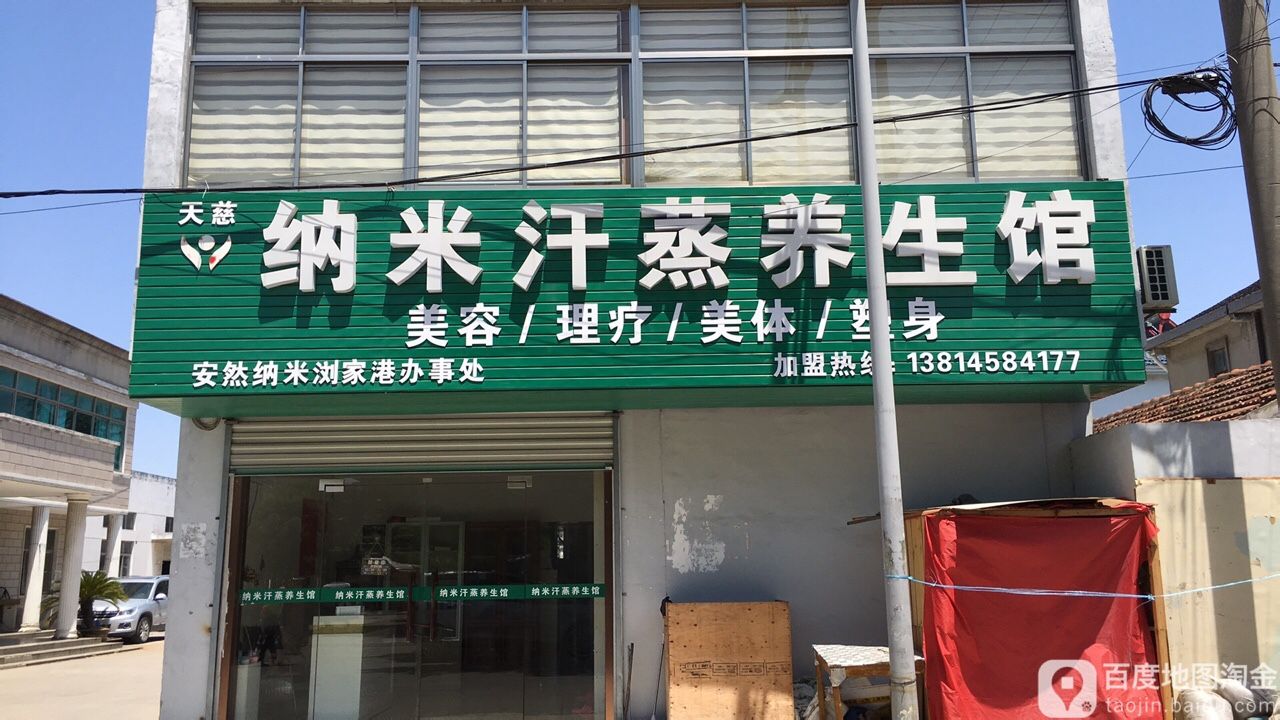 天慈
纳米汗蒸养生馆
美容/理疗/美体/塑身
安然纳米浏家港办事处
加盟热线: 13814584177
纳米汗蒸养生馆 纳米汗蒸养生馆 纳米汗蒸养生馆 纳米汗蒸养生馆
百度地图淘金
taojin.baidu.com